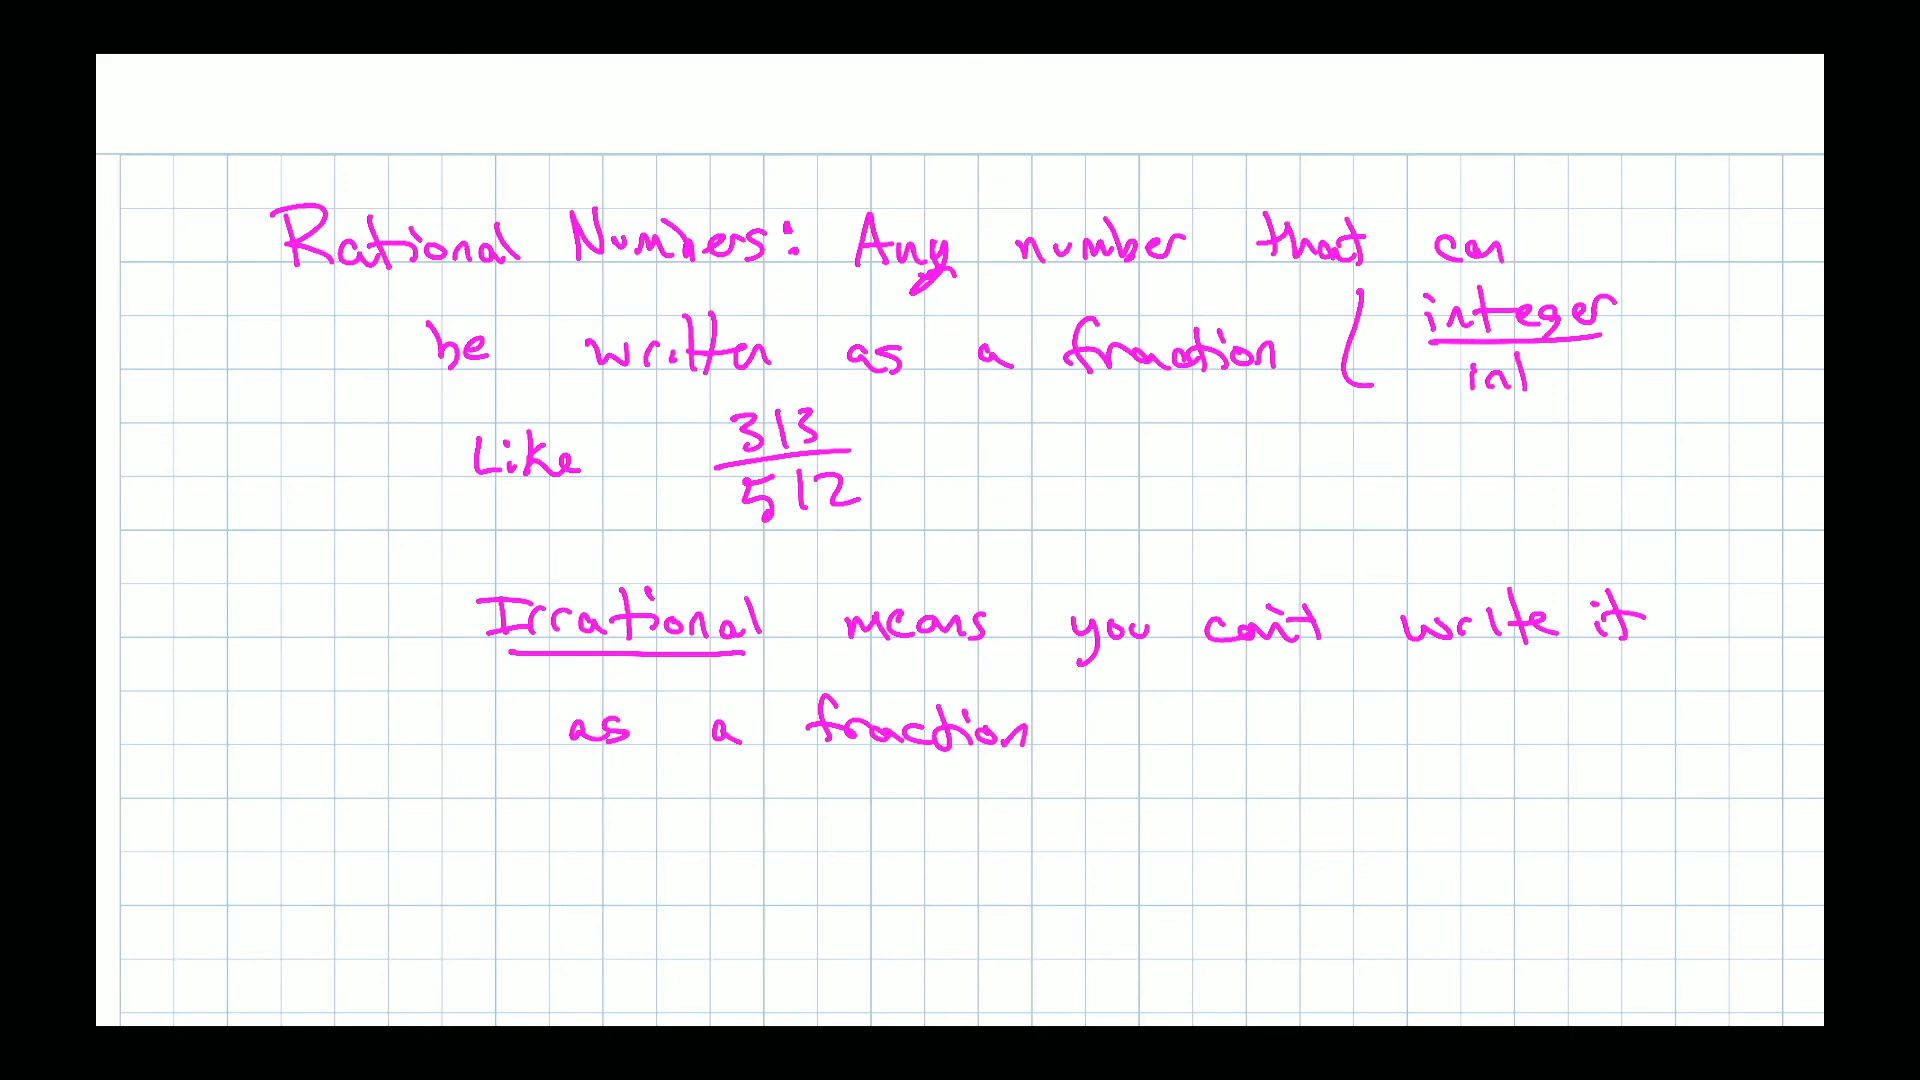 Rational Numbers: Any number that can
be written as a fraction ( integer / int
Like 313 / 512
Irrational means you can't write it
as a fraction